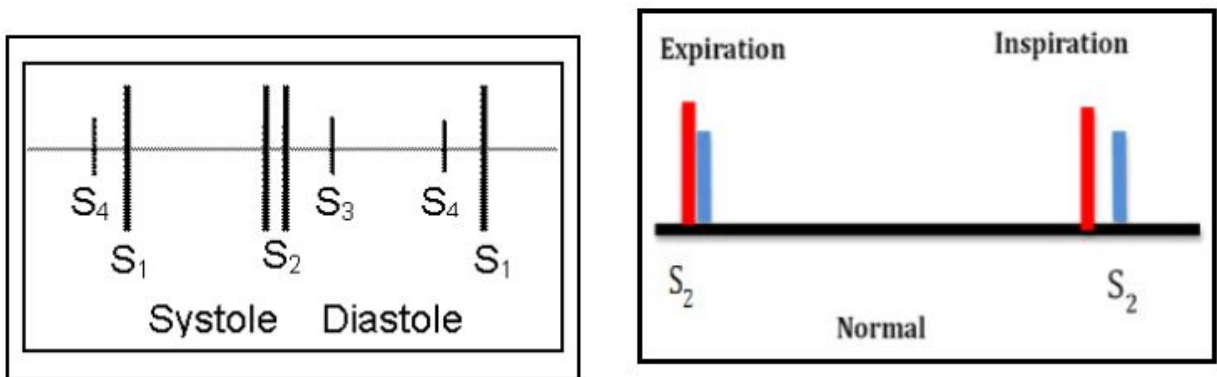 S₄ S₁ S₂ S₃ S₄ S₁
Systole Diastole
Expiration Inspiration
S₂ S₂
Normal